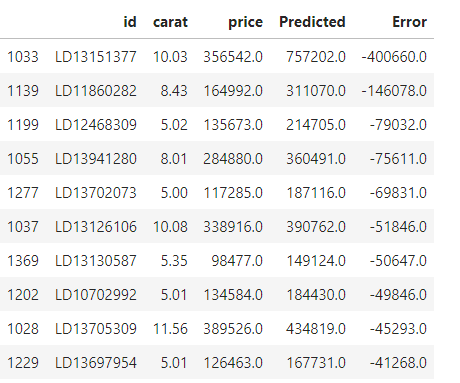 id carat price Predicted Error
1033 LD13151377 10.03 356542.0 757202.0 -400660.0
1139 LD11860282 8.43 164992.0 311070.0 -146078.0
1199 LD12468309 5.02 135673.0 214705.0 -79032.0
1055 LD13941280 8.01 284880.0 360491.0 -75611.0
1277 LD13702073 5.00 117285.0 187116.0 -69831.0
1037 LD13126106 10.08 338916.0 390762.0 -51846.0
1369 LD13130587 5.35 98477.0 149124.0 -50647.0
1202 LD10702992 5.01 134584.0 184430.0 -49846.0
1028 LD13705309 11.56 389526.0 434819.0 -45293.0
1229 LD13697954 5.01 126463.0 167731.0 -41268.0